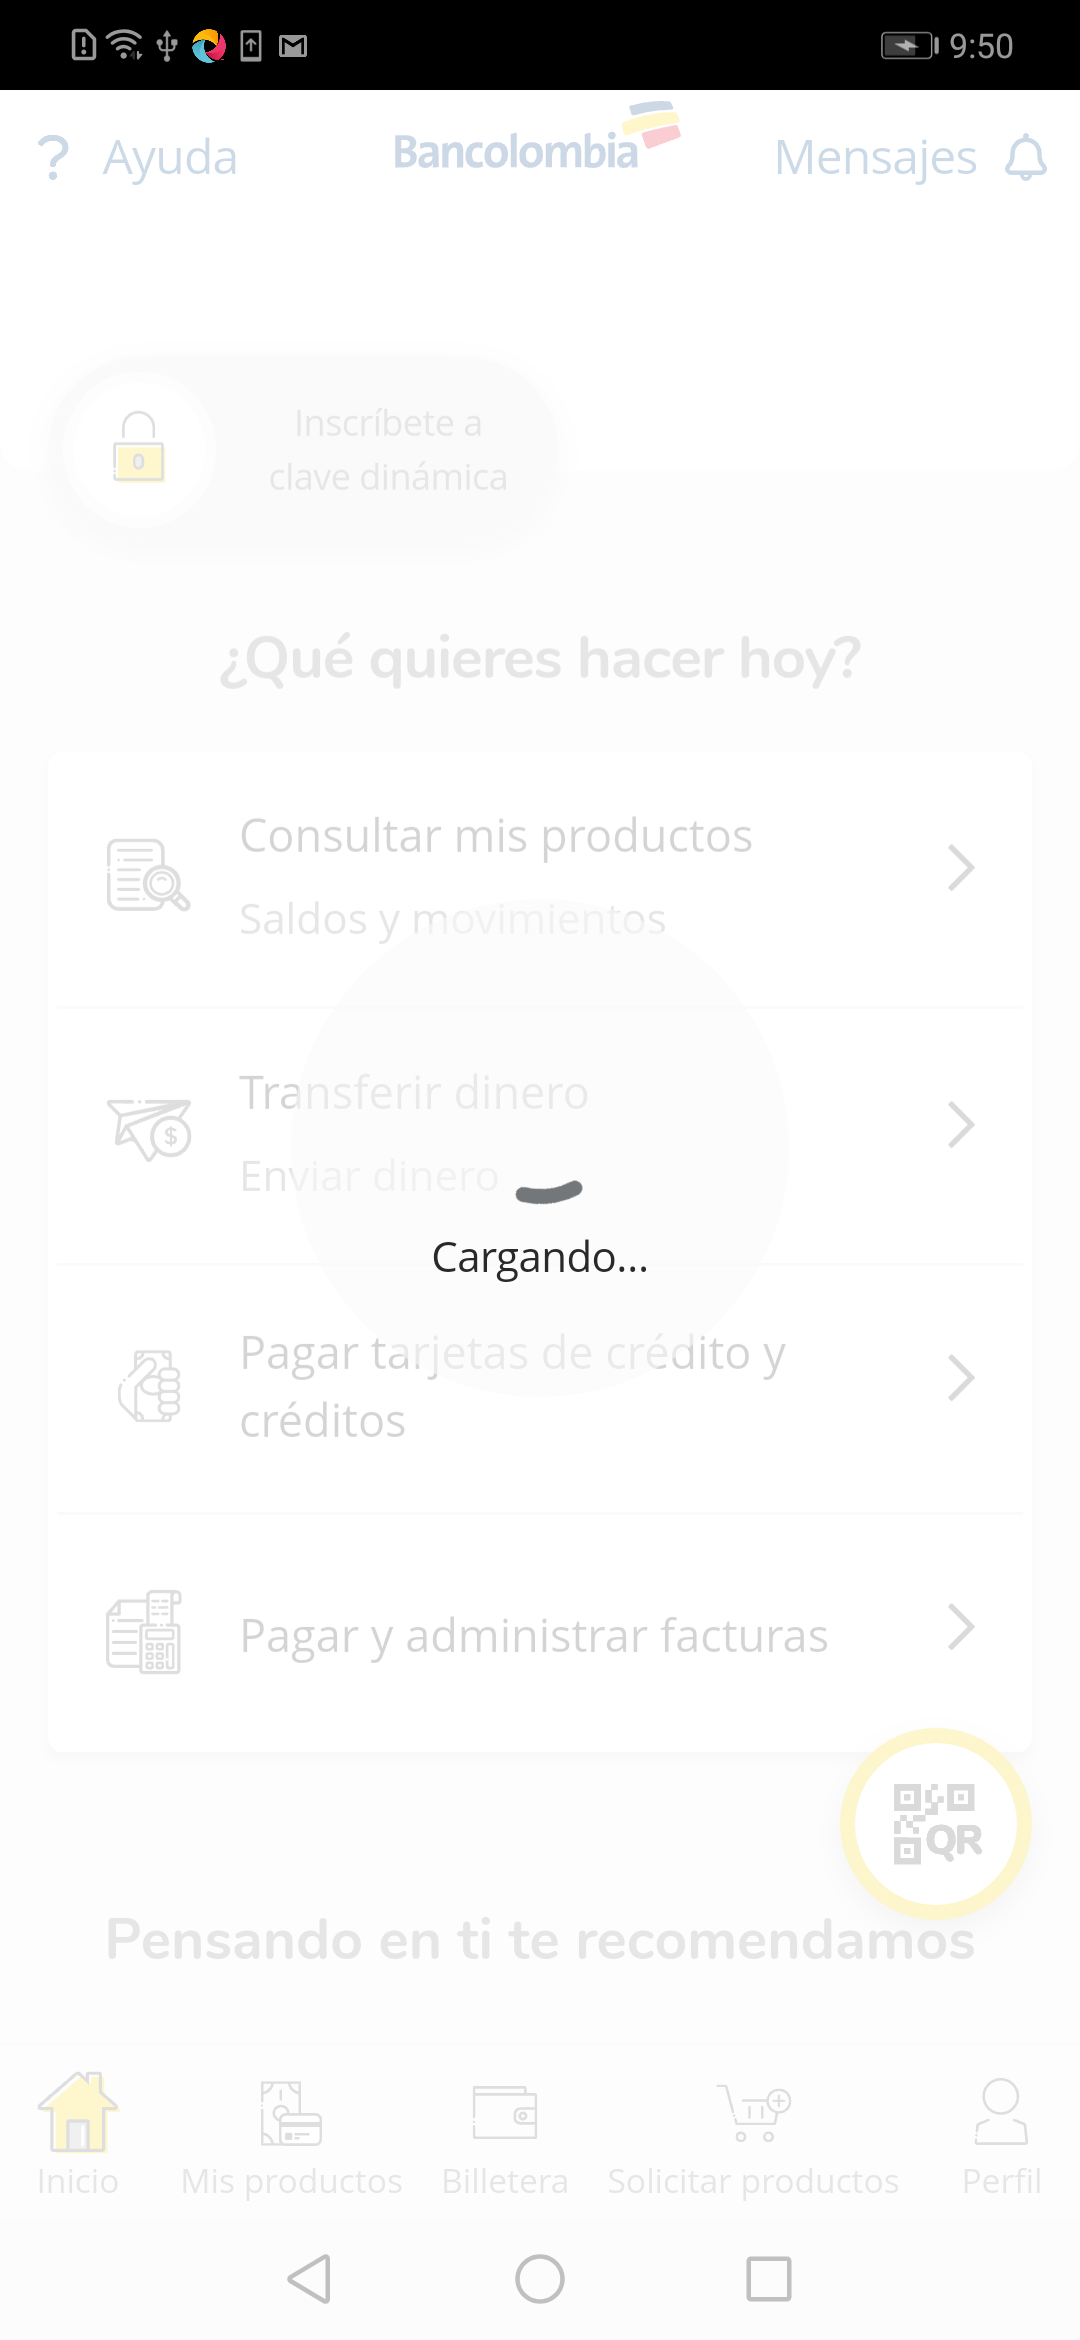 9:50
? Ayuda
Bancolombia
Mensajes
Inscríbete a
clave dinámica
¿Qué quieres hacer hoy?
Consultar mis productos
Saldos y movimientos
Transferir dinero
$
Enviar dinero
Cargando...
Pagar tarjetas de crédito y
créditos
Pagar y administrar facturas
QR
Pensando en ti te recomendamos
Inicio
Mis productos
Billetera
Solicitar productos
Perfil